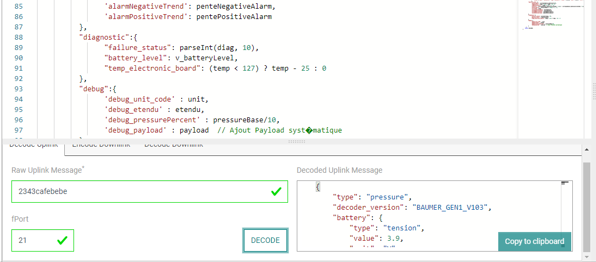 85 'alarmNegativeTrend': penteNegativeAlarm,
86 'alarmPositiveTrend': pentePositiveAlarm
87 },
88 "diagnostic":{
89 "failure_status": parseInt(diag, 10),
90 "battery_level": v_batteryLevel,
91 "temp_electronic_board": (temp < 127) ? temp - 25 : 0
92 },
93 "debug":{
94 'debug_unit_code' : unit,
95 'debug_etendu' : etendu,
96 'debug_pressurePercent' : pressureBase/10,
97 'debug_payload' : payload // Ajout Payload syst�matique
98
Decode Uplink Encode Downlink Decode Downlink
Raw Uplink Message*
2343cafebebe
fPort
21
DECODE
Decoded Uplink Message
{
"type": "pressure",
"decoder_version": "BAUMER_GEN1_V103",
"battery": {
"type": "tension",
"value": 3.9,
Copy to clipboard